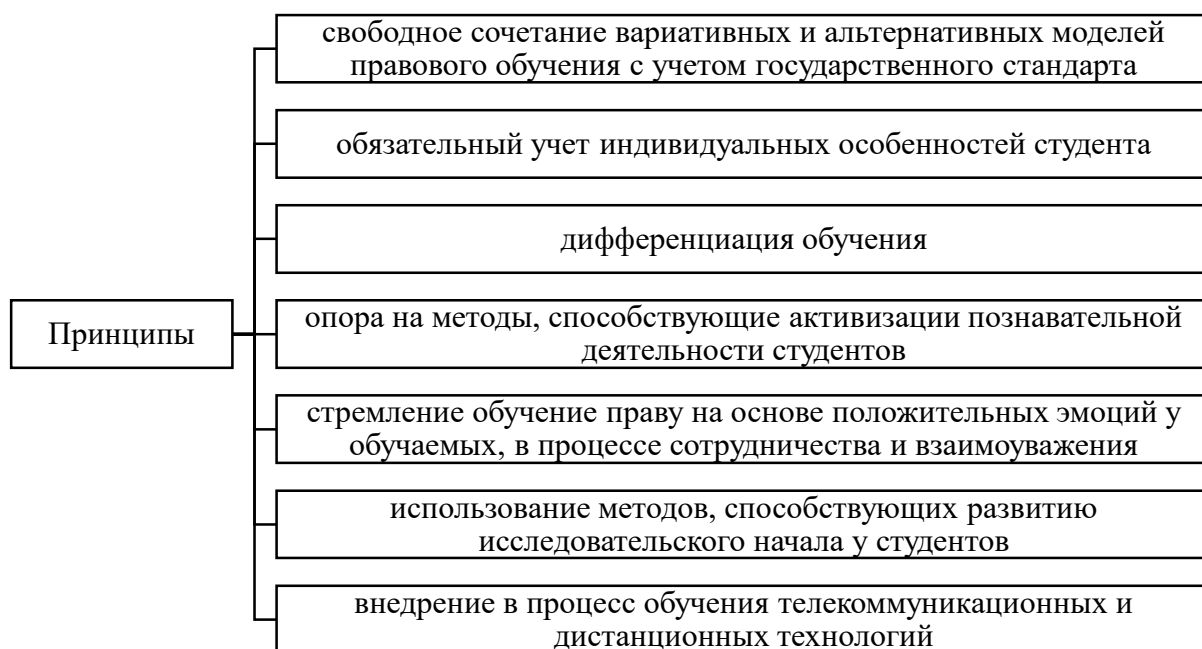 свободное сочетание вариативных и альтернативных моделей
правового обучения с учетом государственного стандарта
обязательный учет индивидуальных особенностей студента
дифференциация обучения
Принципы
опора на методы, способствующие активизации познавательной
деятельности студентов
стремление обучение праву на основе положительных эмоций у
обучаемых, в процессе сотрудничества и взаимоуважения
использование методов, способствующих развитию
исследовательского начала у студентов
внедрение в процесс обучения телекоммуникационных и
дистанционных технологий